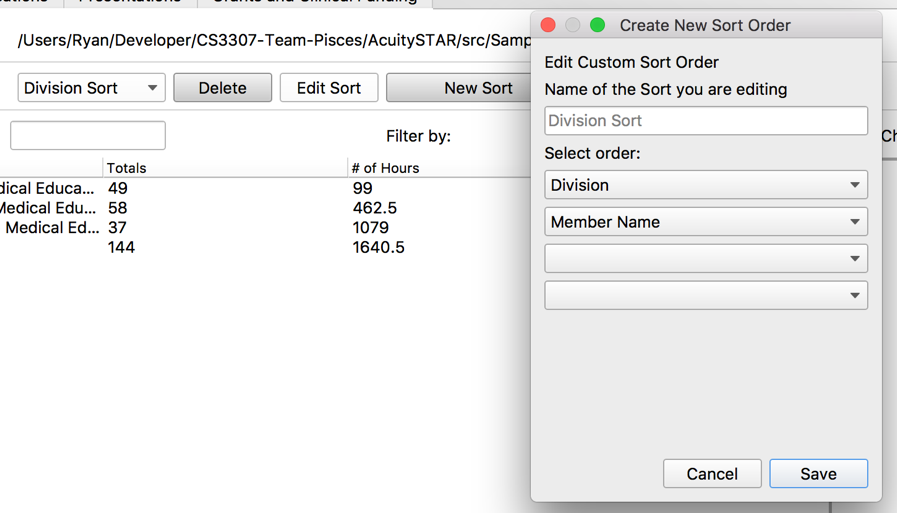 Presentations
Grants and Clinical Funding
/Users/Ryan/Developer/CS3307-Team-Pisces/AcuitySTAR/src/Samp
Division Sort
Delete
Edit Sort
New Sort
Filter by:
Totals
# of Hours
dical Educa... 49 99
Medical Edu... 58 462.5
Medical Ed... 37 1079
144 1640.5
Create New Sort Order
Edit Custom Sort Order
Name of the Sort you are editing
Division Sort
Select order:
Division
Member Name
Cancel
Save